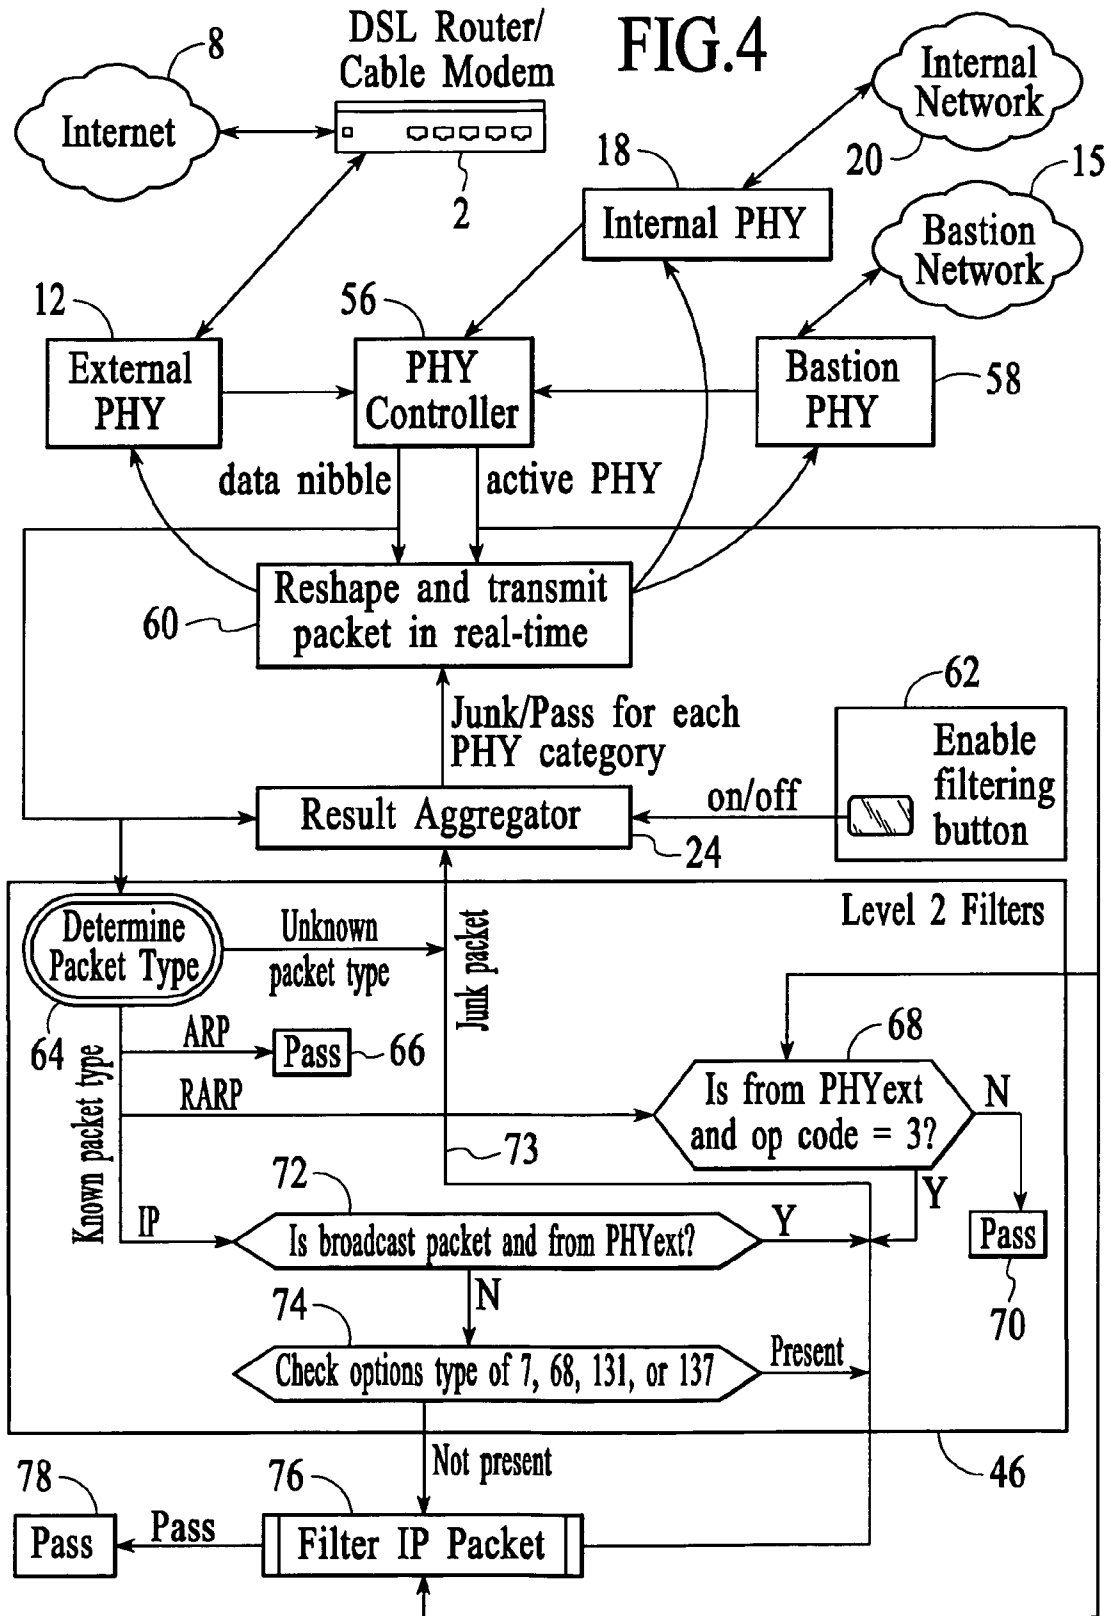 FIG.4
8
Internet
DSL Router/
Cable Modem
2
Internal
Network
20
18
Internal PHY
15
Bastion
Network
12
External
PHY
56
PHY
Controller
Bastion
PHY
58
data nibble
active PHY
Reshape and transmit
packet in real-time
60
Junk/Pass for each
PHY category
62
Enable
filtering
button
on/off
Result Aggregator
24
Level 2 Filters
Determine
Packet Type
64
Unknown
packet type
Junk packet
Known packet type
ARP
Pass
66
RARP
68
Is from PHYext
and op code = 3?
N
Y
73
Pass
70
IP
72
Is broadcast packet and from PHYext?
Y
N
74
Check options type of 7, 68, 131, or 137
Present
46
Not present
78
Pass
Pass
76
Filter IP Packet